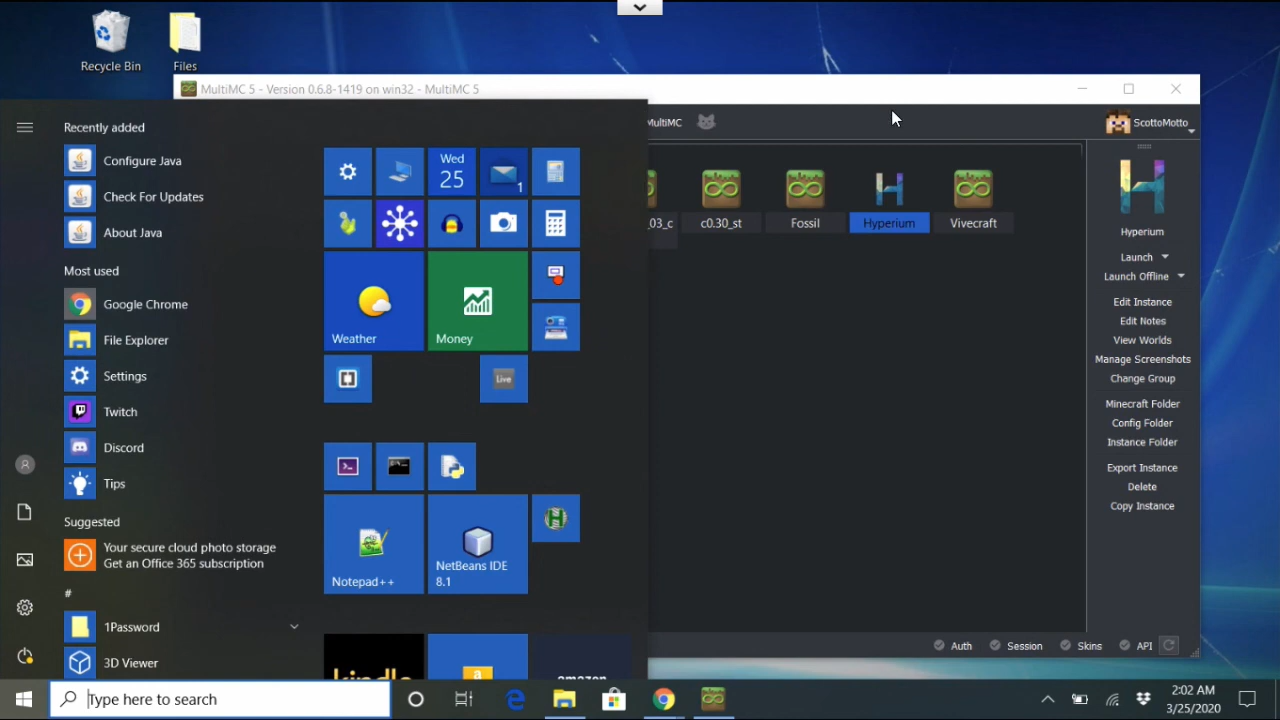 Recycle Bin
Files
MultiMC 5 - Version 0.6.8-1419 on win32 - MultiMC 5
Recently added
Configure Java
Check For Updates
About Java
Most used
Google Chrome
File Explorer
Settings
Twitch
Discord
Tips
Suggested
Your secure cloud photo storage
Get an Office 365 subscription
#
1Password
3D Viewer
Wed
25
1
Weather
Money
Live
Notepad++
NetBeans IDE
8.1
kindle
amazon
MultiMC
ScottoMotto
_03_c
c0.30_st
Fossil
Hyperium
Vivecraft
Hyperium
Launch
Launch Offline
Edit Instance
Edit Notes
View Worlds
Manage Screenshots
Change Group
Minecraft Folder
Config Folder
Instance Folder
Export Instance
Delete
Copy Instance
Auth
Session
Skins
API
Type here to search
2:02 AM
3/25/2020